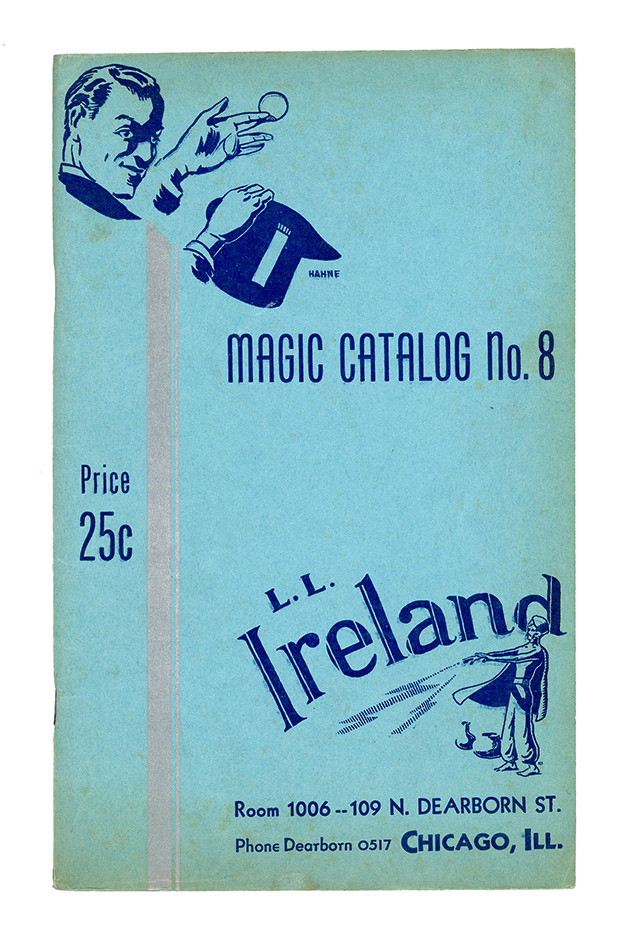 HAHNE
MAGIC CATALOG No. 8
Price
25c
L. L.
Ireland
Room 1006--109 N. DEARBORN ST.
Phone Dearborn 0517 CHICAGO, ILL.